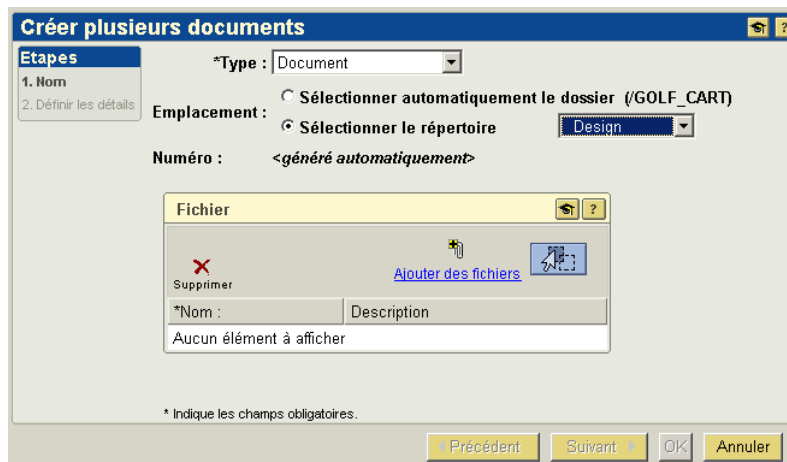 Créer plusieurs documents
?
Etapes
1. Nom
2. Définir les détails
*Type : Document
Emplacement :
Sélectionner automatiquement le dossier (/GOLF_CART)
Sélectionner le répertoire Design
Numéro : <généré automatiquement>
Fichier ?
Supprimer
Ajouter des fichiers
*Nom : Description
Aucun élément à afficher
* Indique les champs obligatoires.
Précédent Suivant OK Annuler